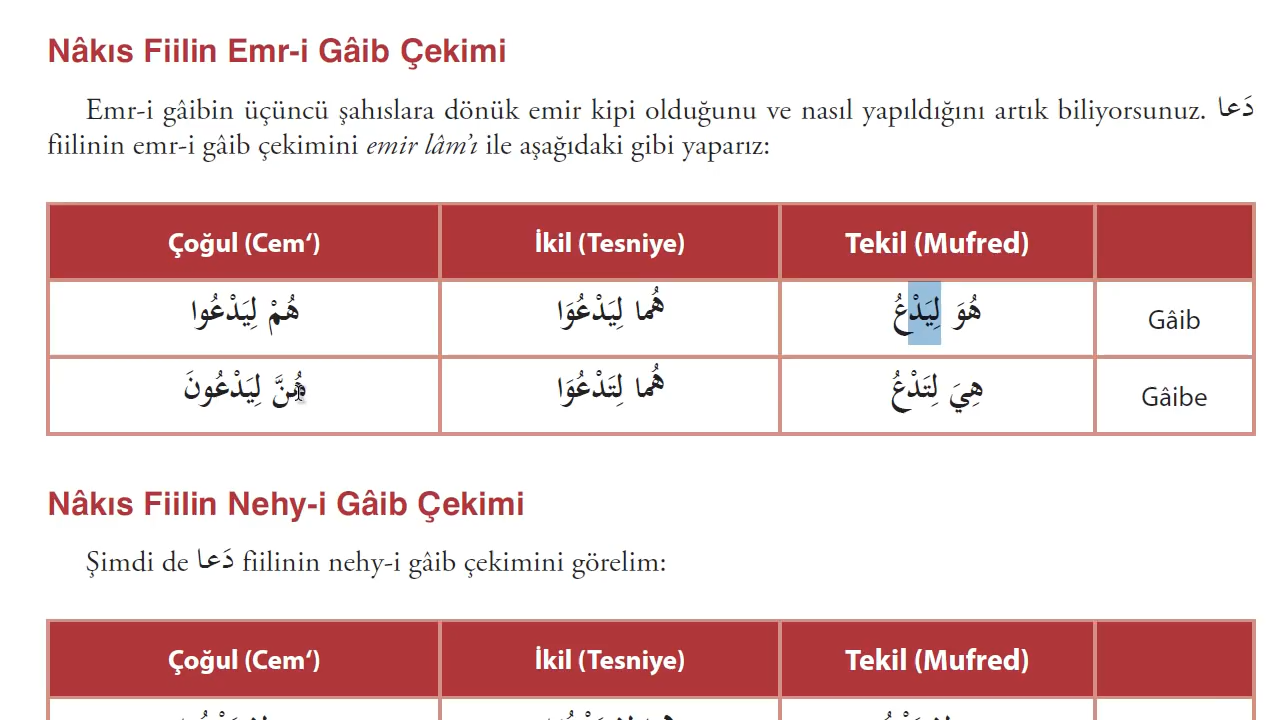 Nâkıs Fiilin Emr-i Gâib Çekimi
Emr-i gâibin üçüncü şahıslara dönük emir kipi olduğunu ve nasıl yapıldığını artık biliyorsunuz. دَعا
fiilinin emr-i gâib çekimini emir lâm’ı ile aşağıdaki gibi yaparız:
Çoğul (Cem‘) İkil (Tesniye) Tekil (Mufred)
هُمْ لِيَدْعُوا هُما لِيَدْعُوَا هُوَ لِيَدْعُ Gâib
هُنَّ لِيَدْعُونَ هُما لِتَدْعُوَا هِيَ لِتَدْعُ Gâibe
Nâkıs Fiilin Nehy-i Gâib Çekimi
Şimdi de دَعا fiilinin nehy-i gâib çekimini görelim:
Çoğul (Cem‘) İkil (Tesniye) Tekil (Mufred)